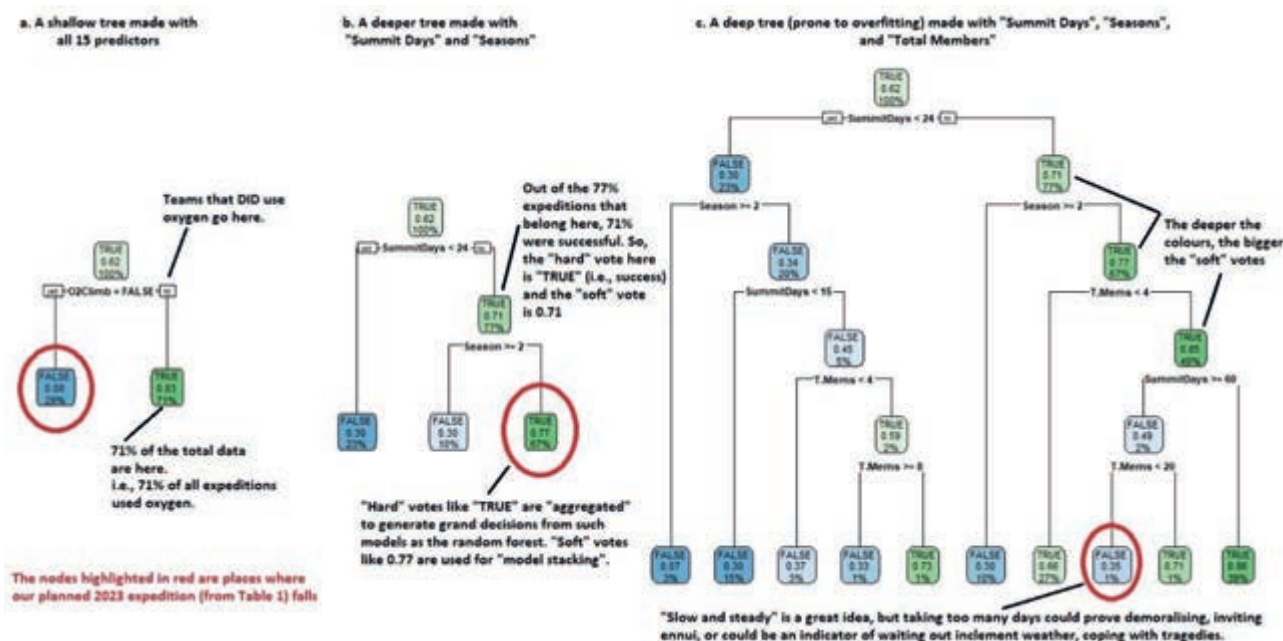 a. A shallow tree made with
all 15 predictors
b. A deeper tree made with
"Summit Days" and "Seasons"
c. A deep tree (prone to overfitting) made with "Summit Days", "Seasons",
and "Total Members"
Teams that DID use
oxygen go here.
TRUE
0.62
100%
O2Climb = FALSE
FALSE
29%
TRUE
0.83
71%
71% of the total data
are here.
i.e., 71% of all expeditions
used oxygen.
The nodes highlighted in red are places where
our planned 2023 expedition (from Table 1) falls
TRUE
0.62
100%
SummitDays < 24
Out of the 77%
expeditions that
belong here, 71%
were successful. So,
the "hard" vote here
is "TRUE" (i.e., success)
and the "soft" vote
is 0.71
TRUE
0.71
77%
Season >= 2
FALSE
0.30
23%
FALSE
0.30
10%
TRUE
0.77
67%
"Hard" votes like "TRUE" are "aggregated"
to generate grand decisions from such
models as the random forest. "Soft" votes
like 0.77 are used for "model stacking".
TRUE
0.62
100%
SummitDays < 24
FALSE
0.30
23%
TRUE
0.71
77%
Season >= 2
Season >= 2
The deeper the
colours, the bigger
the "soft" votes
FALSE
0.34
20%
TRUE
0.77
67%
SummitDays < 15
T.Mems < 4
FALSE
0.45
5%
TRUE
0.85
40%
T.Mems < 4
SummitDays >= 60
TRUE
0.59
2%
FALSE
0.49
2%
T.Mems >= 8
T.Mems < 20
FALSE
0.07
3%
FALSE
0.30
15%
FALSE
0.37
3%
FALSE
0.33
1%
TRUE
0.73
1%
FALSE
0.30
10%
TRUE
0.66
27%
FALSE
0.35
1%
TRUE
0.71
1%
TRUE
0.86
"Slow and steady" is a great idea, but taking too many days could prove demoralising, inviting
ennui, or could be an indicator of waiting out inclement weather, coping with tragedies.